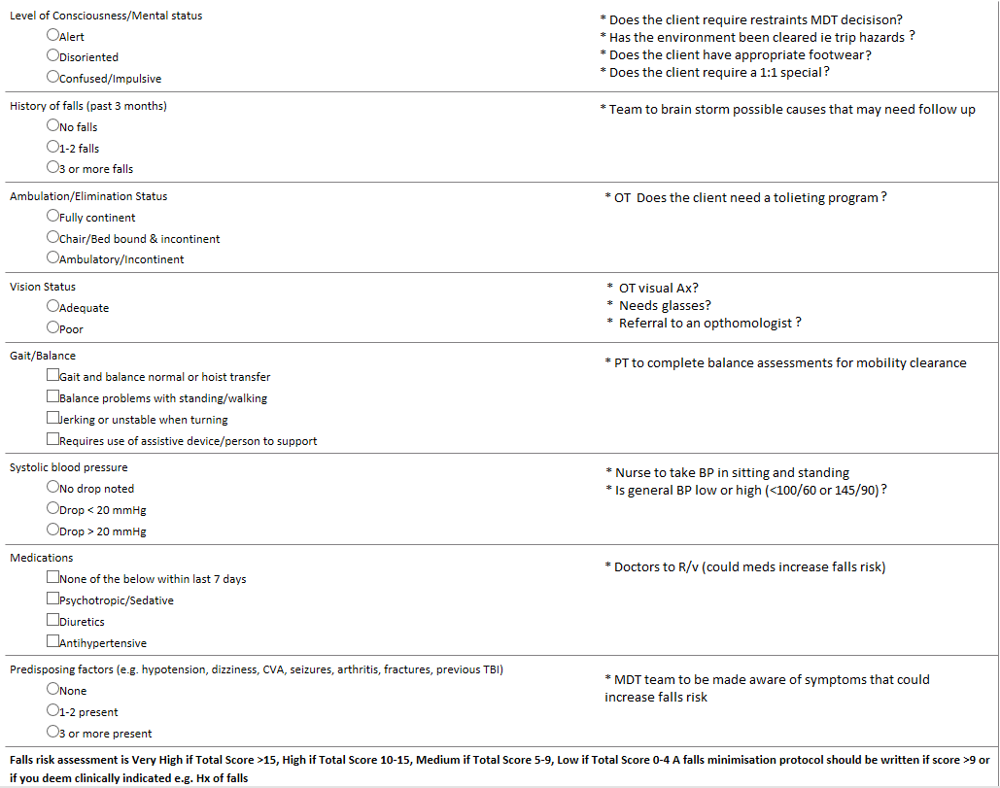 Level of Consciousness/Mental status
Alert
Disoriented
Confused/Impulsive
* Does the client require restraints MDT decisison?
* Has the environment been cleared ie trip hazards ?
* Does the client have appropriate footwear?
* Does the client require a 1:1 special?
History of falls (past 3 months)
No falls
1-2 falls
3 or more falls
* Team to brain storm possible causes that may need follow up
Ambulation/Elimination Status
Fully continent
Chair/Bed bound & incontinent
Ambulatory/Incontinent
* OT Does the client need a tolieting program?
Vision Status
Adequate
Poor
* OT visual Ax?
* Needs glasses?
* Referral to an opthomologist?
Gait/Balance
Gait and balance normal or hoist transfer
Balance problems with standing/walking
Jerking or unstable when turning
Requires use of assistive device/person to support
* PT to complete balance assessments for mobility clearance
Systolic blood pressure
No drop noted
Drop < 20 mmHg
Drop > 20 mmHg
* Nurse to take BP in sitting and standing
* Is general BP low or high (<100/60 or 145/90)?
Medications
None of the below within last 7 days
Psychotropic/Sedative
Diuretics
Antihypertensive
* Doctors to R/v (could meds increase falls risk)
Predisposing factors (e.g. hypotension, dizziness, CVA, seizures, arthritis, fractures, previous TBI)
None
1-2 present
3 or more present
* MDT team to be made aware of symptoms that could
increase falls risk
Falls risk assessment is Very High if Total Score >15, High if Total Score 10-15, Medium if Total Score 5-9, Low if Total Score 0-4 A falls minimisation protocol should be written if score >9 or
if you deem clinically indicated e.g. Hx of falls